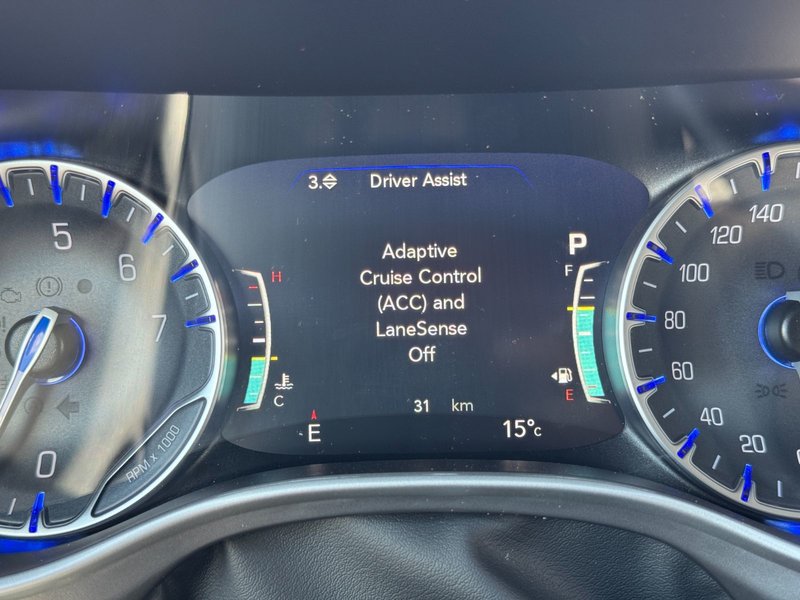 3. Driver Assist
Adaptive
Cruise Control
(ACC) and
LaneSense
Off
P
H
C
F
E
31 km
E
15°C
5
6
7
0
RPM x 1000
140
120
100
80
60
40
20